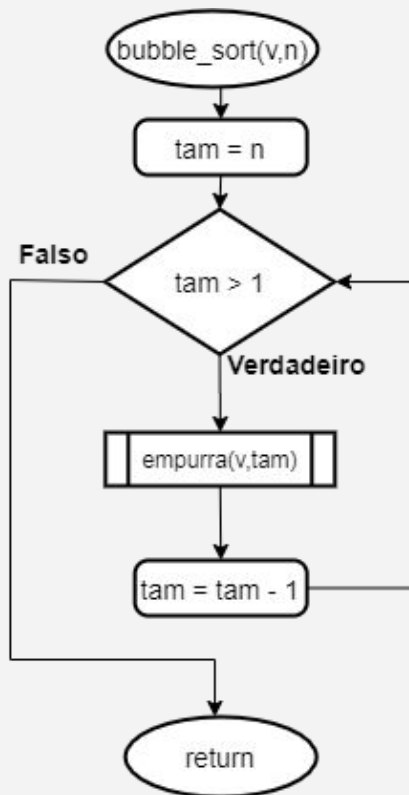 bubble_sort(v,n)
tam = n
Falso
tam > 1
Verdadeiro
empurra(v,tam)
tam = tam - 1
return